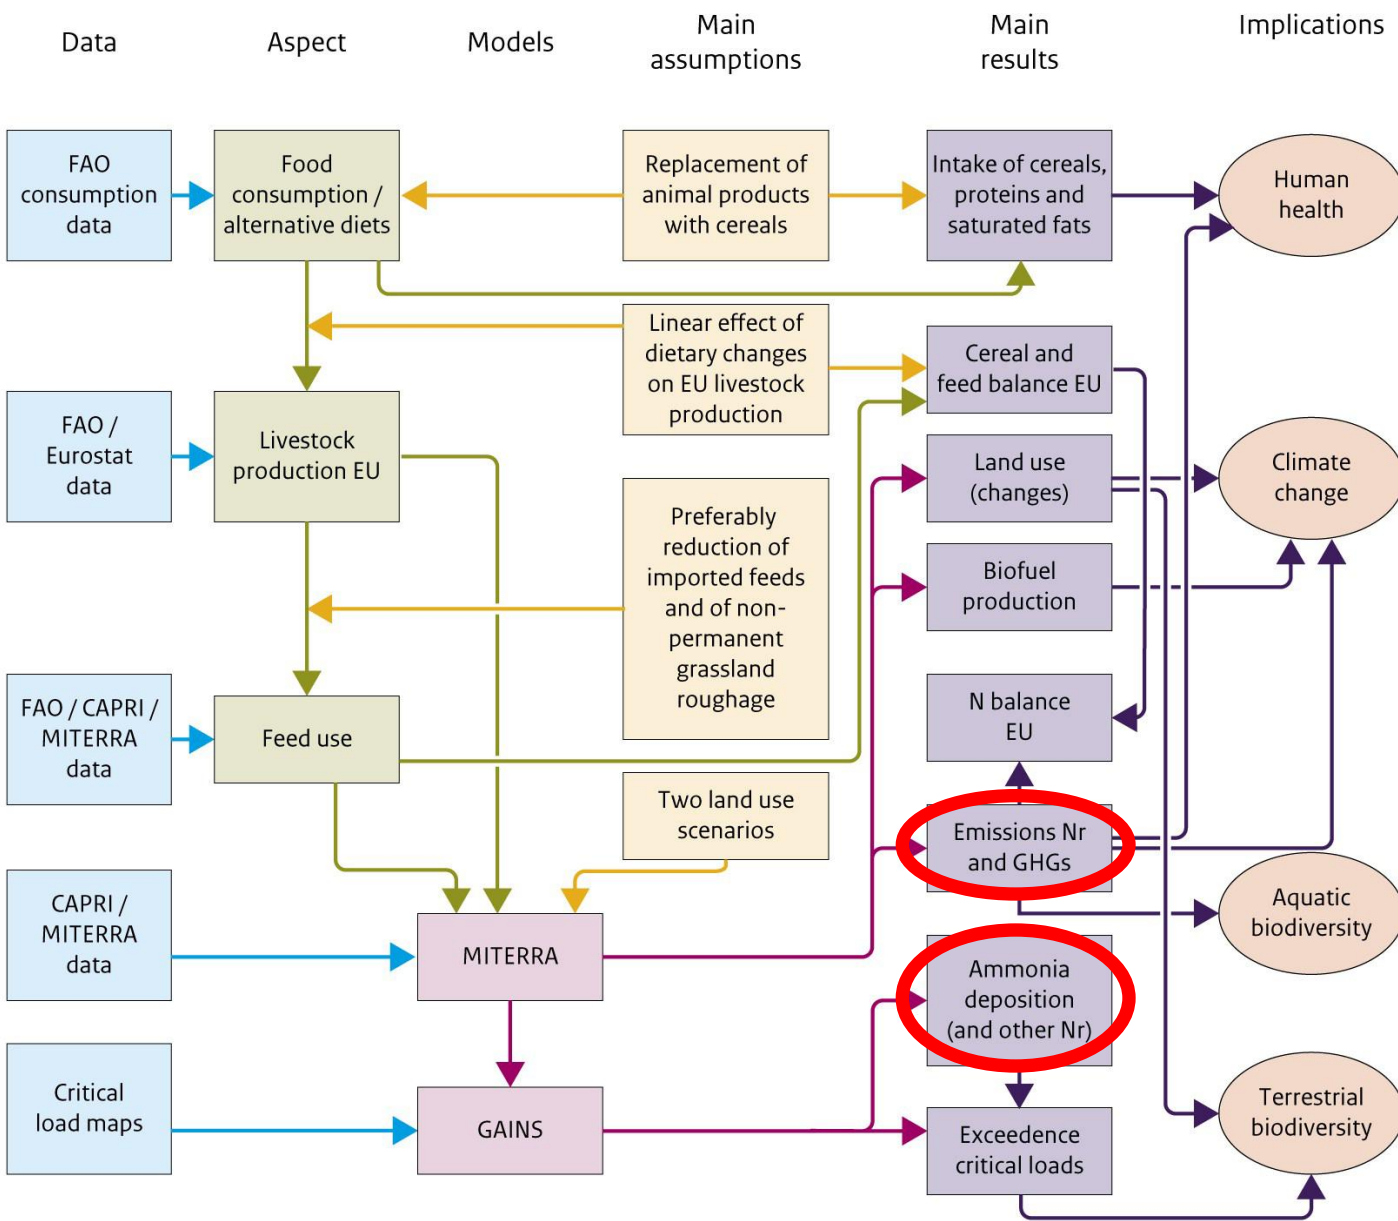 Data
Aspect
Models
Main
assumptions
Main
results
Implications
FAO
consumption
data
Food
consumption /
alternative diets
Replacement of
animal products
with cereals
Intake of cereals,
proteins and
saturated fats
Human
health
Linear effect of
dietary changes
on EU livestock
production
Cereal and
feed balance EU
FAO /
Eurostat
data
Livestock
production EU
Land use
(changes)
Climate
change
Preferably
reduction of
imported feeds
and of non-
permanent
grassland
roughage
Biofuel
production
FAO / CAPRI /
MITERRA
data
Feed use
N balance
EU
Two land use
scenarios
Emissions Nr
and GHGs
CAPRI /
MITERRA
data
MITERRA
Aquatic
biodiversity
Ammonia
deposition
(and other Nr)
Critical
load maps
GAINS
Exceedence
critical loads
Terrestrial
biodiversity